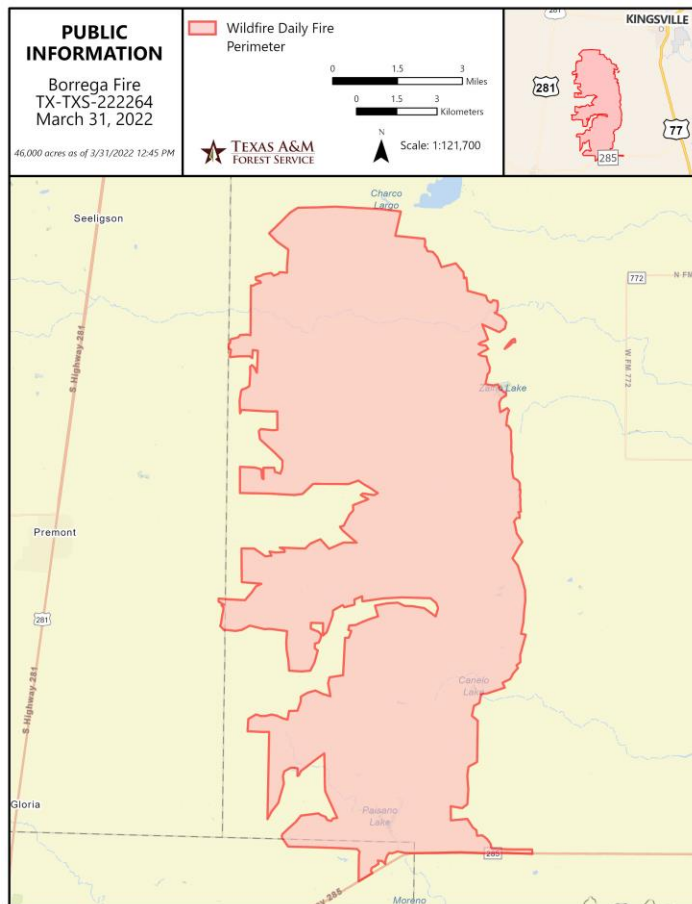 PUBLIC
INFORMATION
Borrega Fire
TX-TXS-222264
March 31, 2022
46,000 acres as of 3/31/2022 12:45 PM
Wildfire Daily Fire
Perimeter
0 1.5 3
Miles
0 1.5 3
Kilometers
TEXAS A&M
FOREST SERVICE
N
Scale: 1:121,700
281
KINGSVILLE
281
77
285
Charco
Largo
Seeligson
772
N FM
S Highway 281
W FM 772
Zaino Lake
Premont
281
S Highway 281
Canelo
Lake
Gloria
Paisano
Lake
285
Moreno